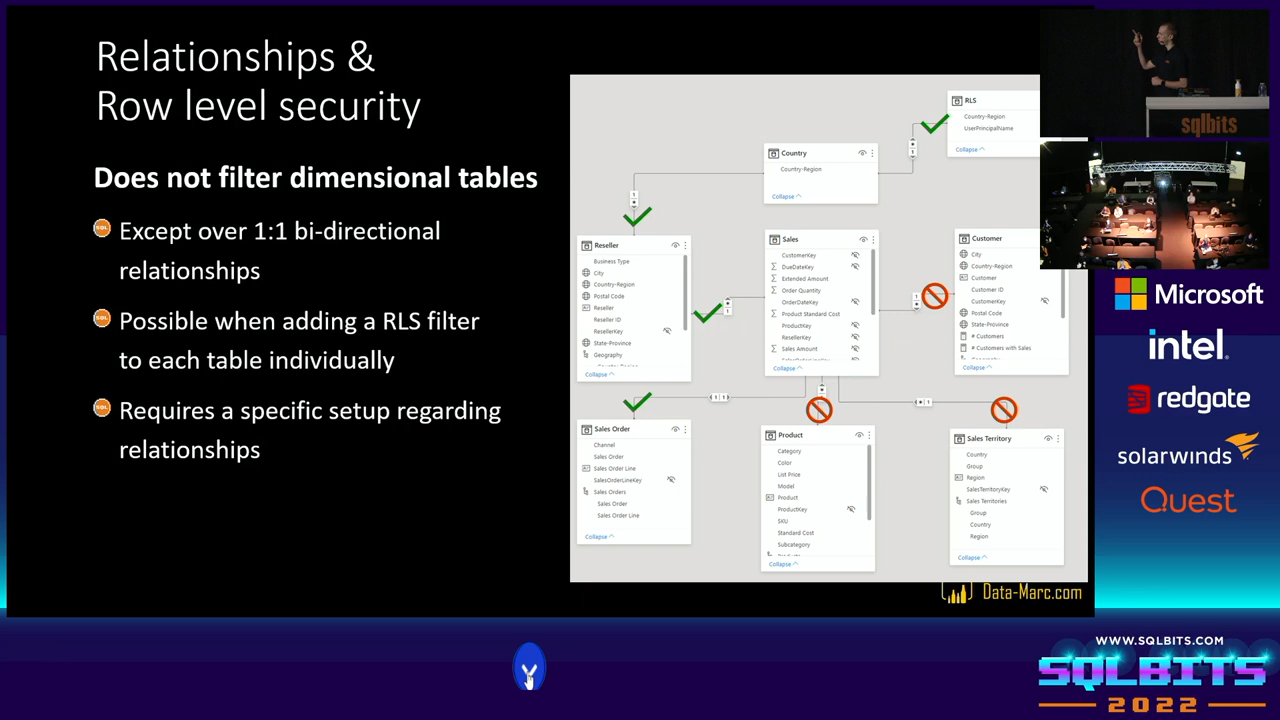 Relationships &
Row level security
Does not filter dimensional tables
Except over 1:1 bi-directional
relationships
Possible when adding a RLS filter
to each table individually
Requires a specific setup regarding
relationships
RLS
Country-Region
UserPrincipalName
Collapse
Country
Country-Region
Collapse
Reseller
Business Type
City
Country-Region
Postal Code
Reseller
Reseller ID
ResellerKey
State-Province
Geography
Collapse
Sales
CustomerKey
DueDateKey
Extended Amount
Order Quantity
OrderDateKey
Product Standard Cost
ProductKey
ResellerKey
Sales Amount
Collapse
Customer
City
Country-Region
Customer
Customer ID
CustomerKey
Postal Code
State-Province
# Customers
# Customers with Sales
Collapse
Sales Order
Channel
Sales Order
Sales Order Line
SalesOrderLineKey
Sales Orders
Sales Order
Sales Order Line
Collapse
Product
Category
Color
List Price
Model
Product
ProductKey
SKU
Standard Cost
Subcategory
Collapse
Sales Territory
Country
Group
Region
SalesTerritoryKey
Sales Territories
Group
Country
Region
Collapse
Data-Marc.com
sqlbits
Microsoft
intel.
redgate
solarwinds
Quest
WWW.SQLBITS.COM
SQLBITS
2022